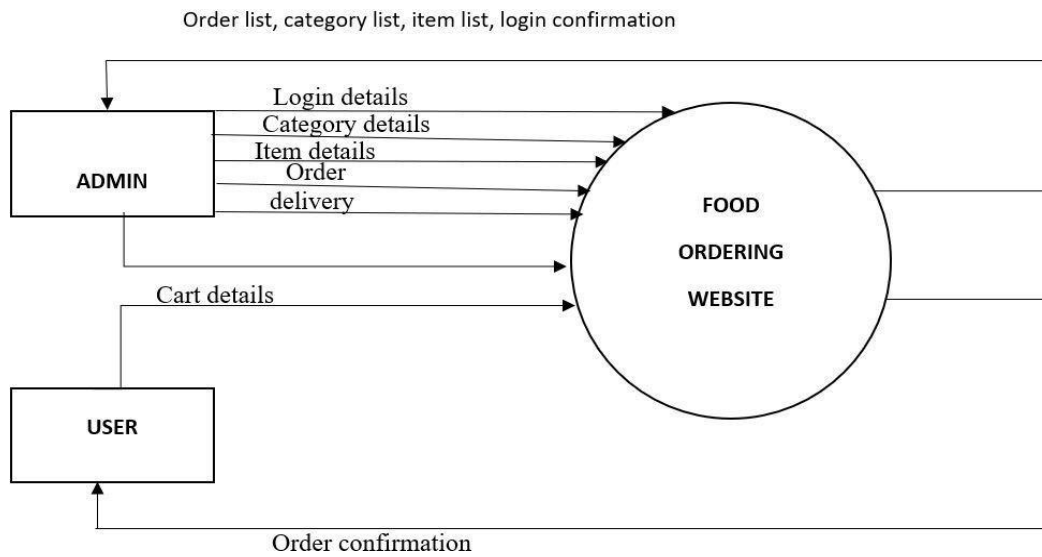 Order list, category list, item list, login confirmation
Login details
Category details
Item details
Order
delivery
ADMIN
FOOD
ORDERING
WEBSITE
Cart details
USER
Order confirmation